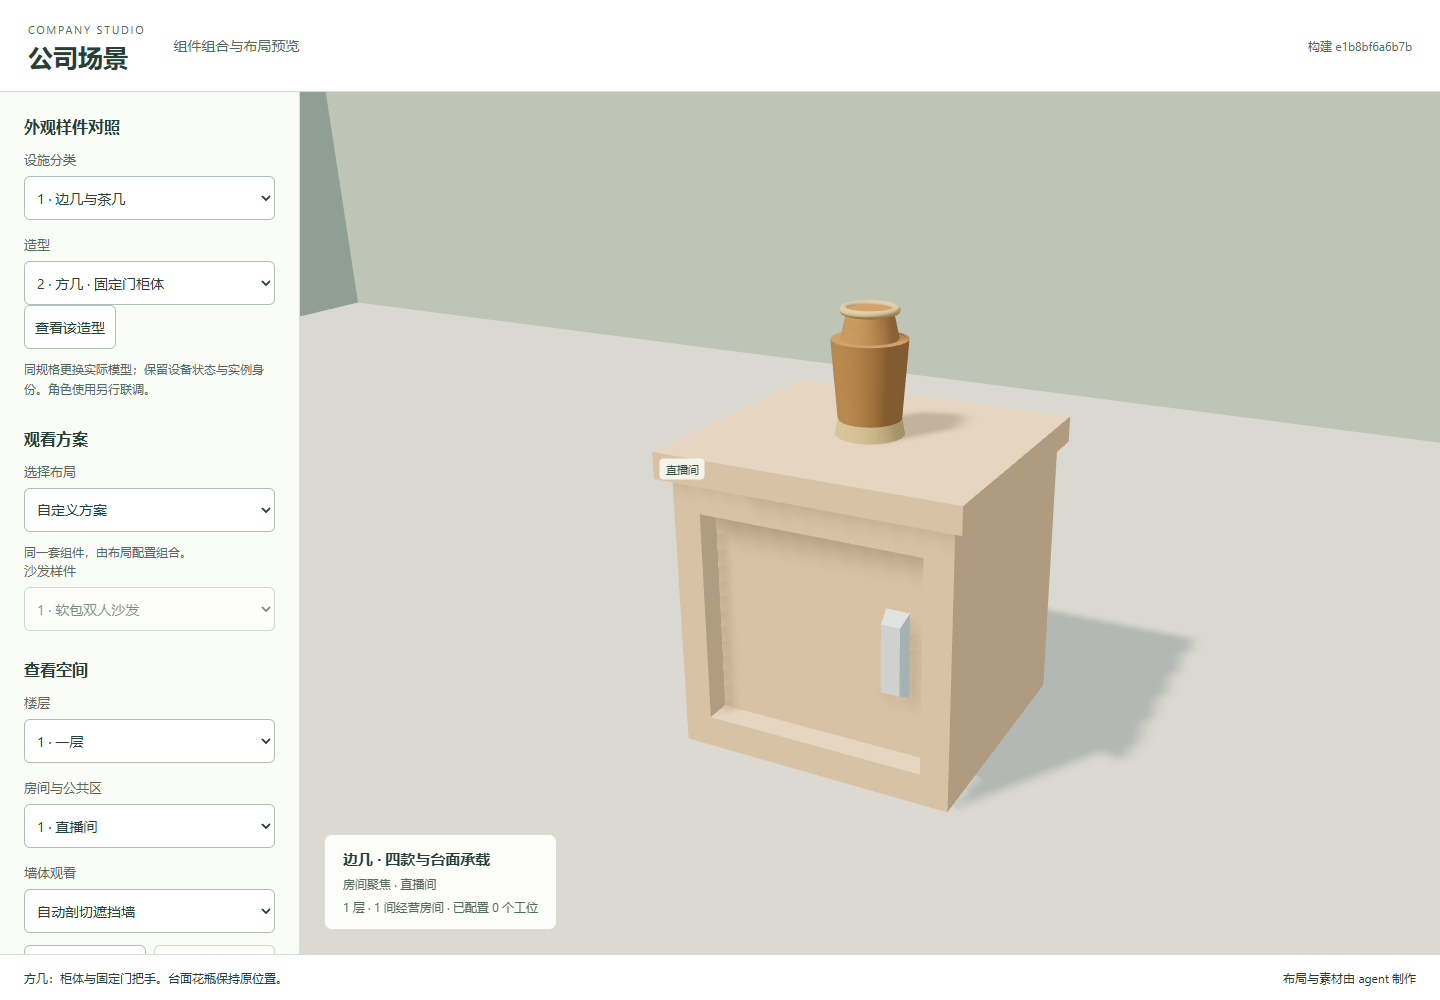 COMPANY STUDIO
公司场景
组件组合与布局预览
构建 e1b8bf6a6b7b
外观样件对照
设施分类
1 · 边几与茶几
造型
2 · 方几 · 固定门柜体
查看该造型
同规格更换实际模型；保留设备状态与实例身
份。角色使用另行联调。
观看方案
选择布局
自定义方案
同一套组件，由布局配置组合。
沙发样件
1 · 软包双人沙发
查看空间
楼层
1 · 一层
房间与公共区
1 · 直播间
墙体观看
自动剖切遮挡墙
直播间
边几 · 四款与台面承载
房间聚焦 · 直播间
1 层 · 1 间经营房间 · 已配置 0 个工位
方几：柜体与固定门把手。台面花瓶保持原位置。
布局与素材由 agent 制作